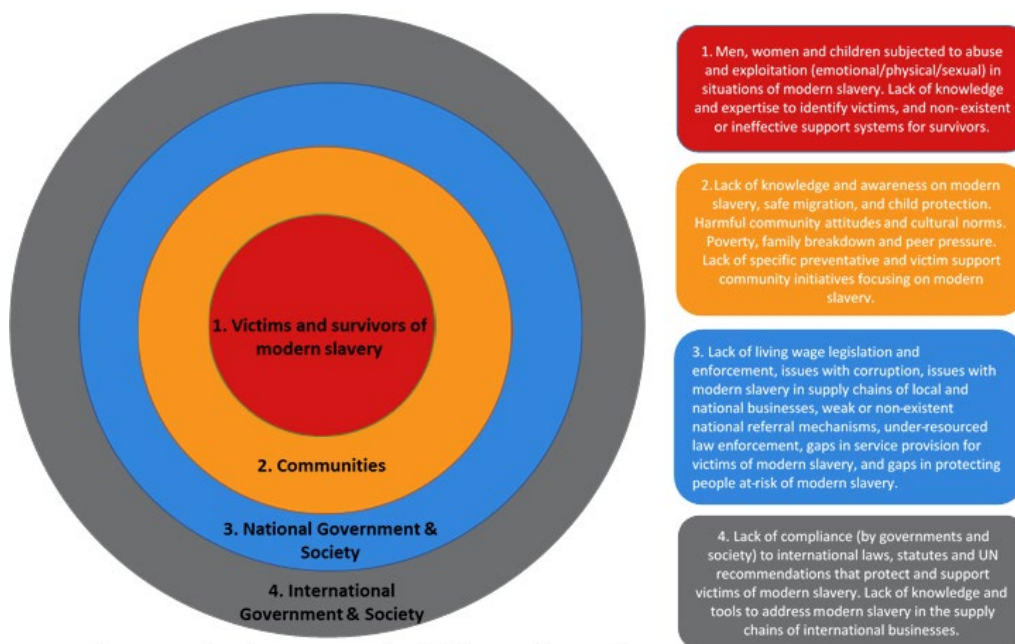 1. Victims and survivors of
modern slavery
2. Communities
3. National Government &
Society
4. International
Government & Society
1. Men, women and children subjected to abuse
and exploitation (emotional/physical/sexual) in
situations of modern slavery. Lack of knowledge
and expertise to identify victims, and non-existent
or ineffective support systems for survivors.
2. Lack of knowledge and awareness on modern
slavery, safe migration, and child protection.
Harmful community attitudes and cultural norms.
Poverty, family breakdown and peer pressure.
Lack of specific preventative and victim support
community initiatives focusing on modern
slavery.
3. Lack of living wage legislation and
enforcement, issues with corruption, issues with
modern slavery in supply chains of local and
national businesses, weak or non-existent
national referral mechanisms, under-resourced
law enforcement, gaps in service provision for
victims of modern slavery, and gaps in protecting
people at-risk of modern slavery.
4. Lack of compliance (by governments and
society) to international laws, statutes and UN
recommendations that protect and support
victims of modern slavery. Lack of knowledge and
tools to address modern slavery in the supply
chains of international businesses.